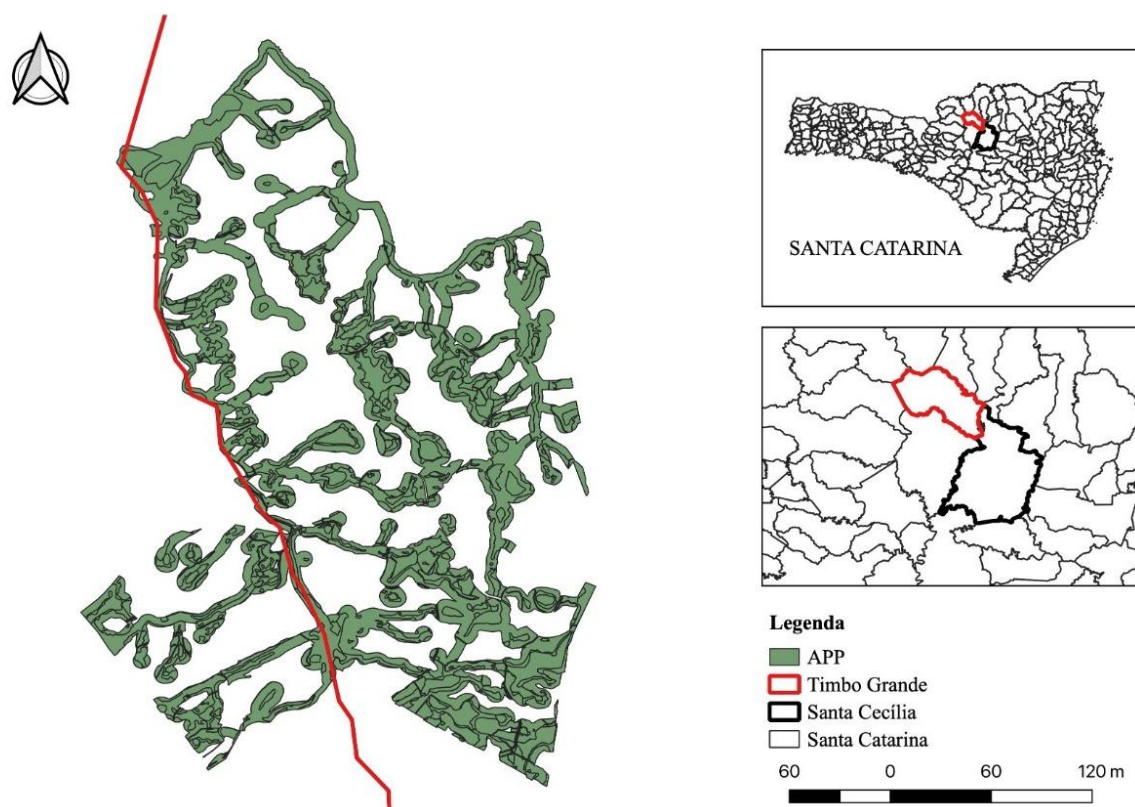 SANTA CATARINA
Legenda
APP
Timbo Grande
Santa Cecília
Santa Catarina
60 0 60 120 m